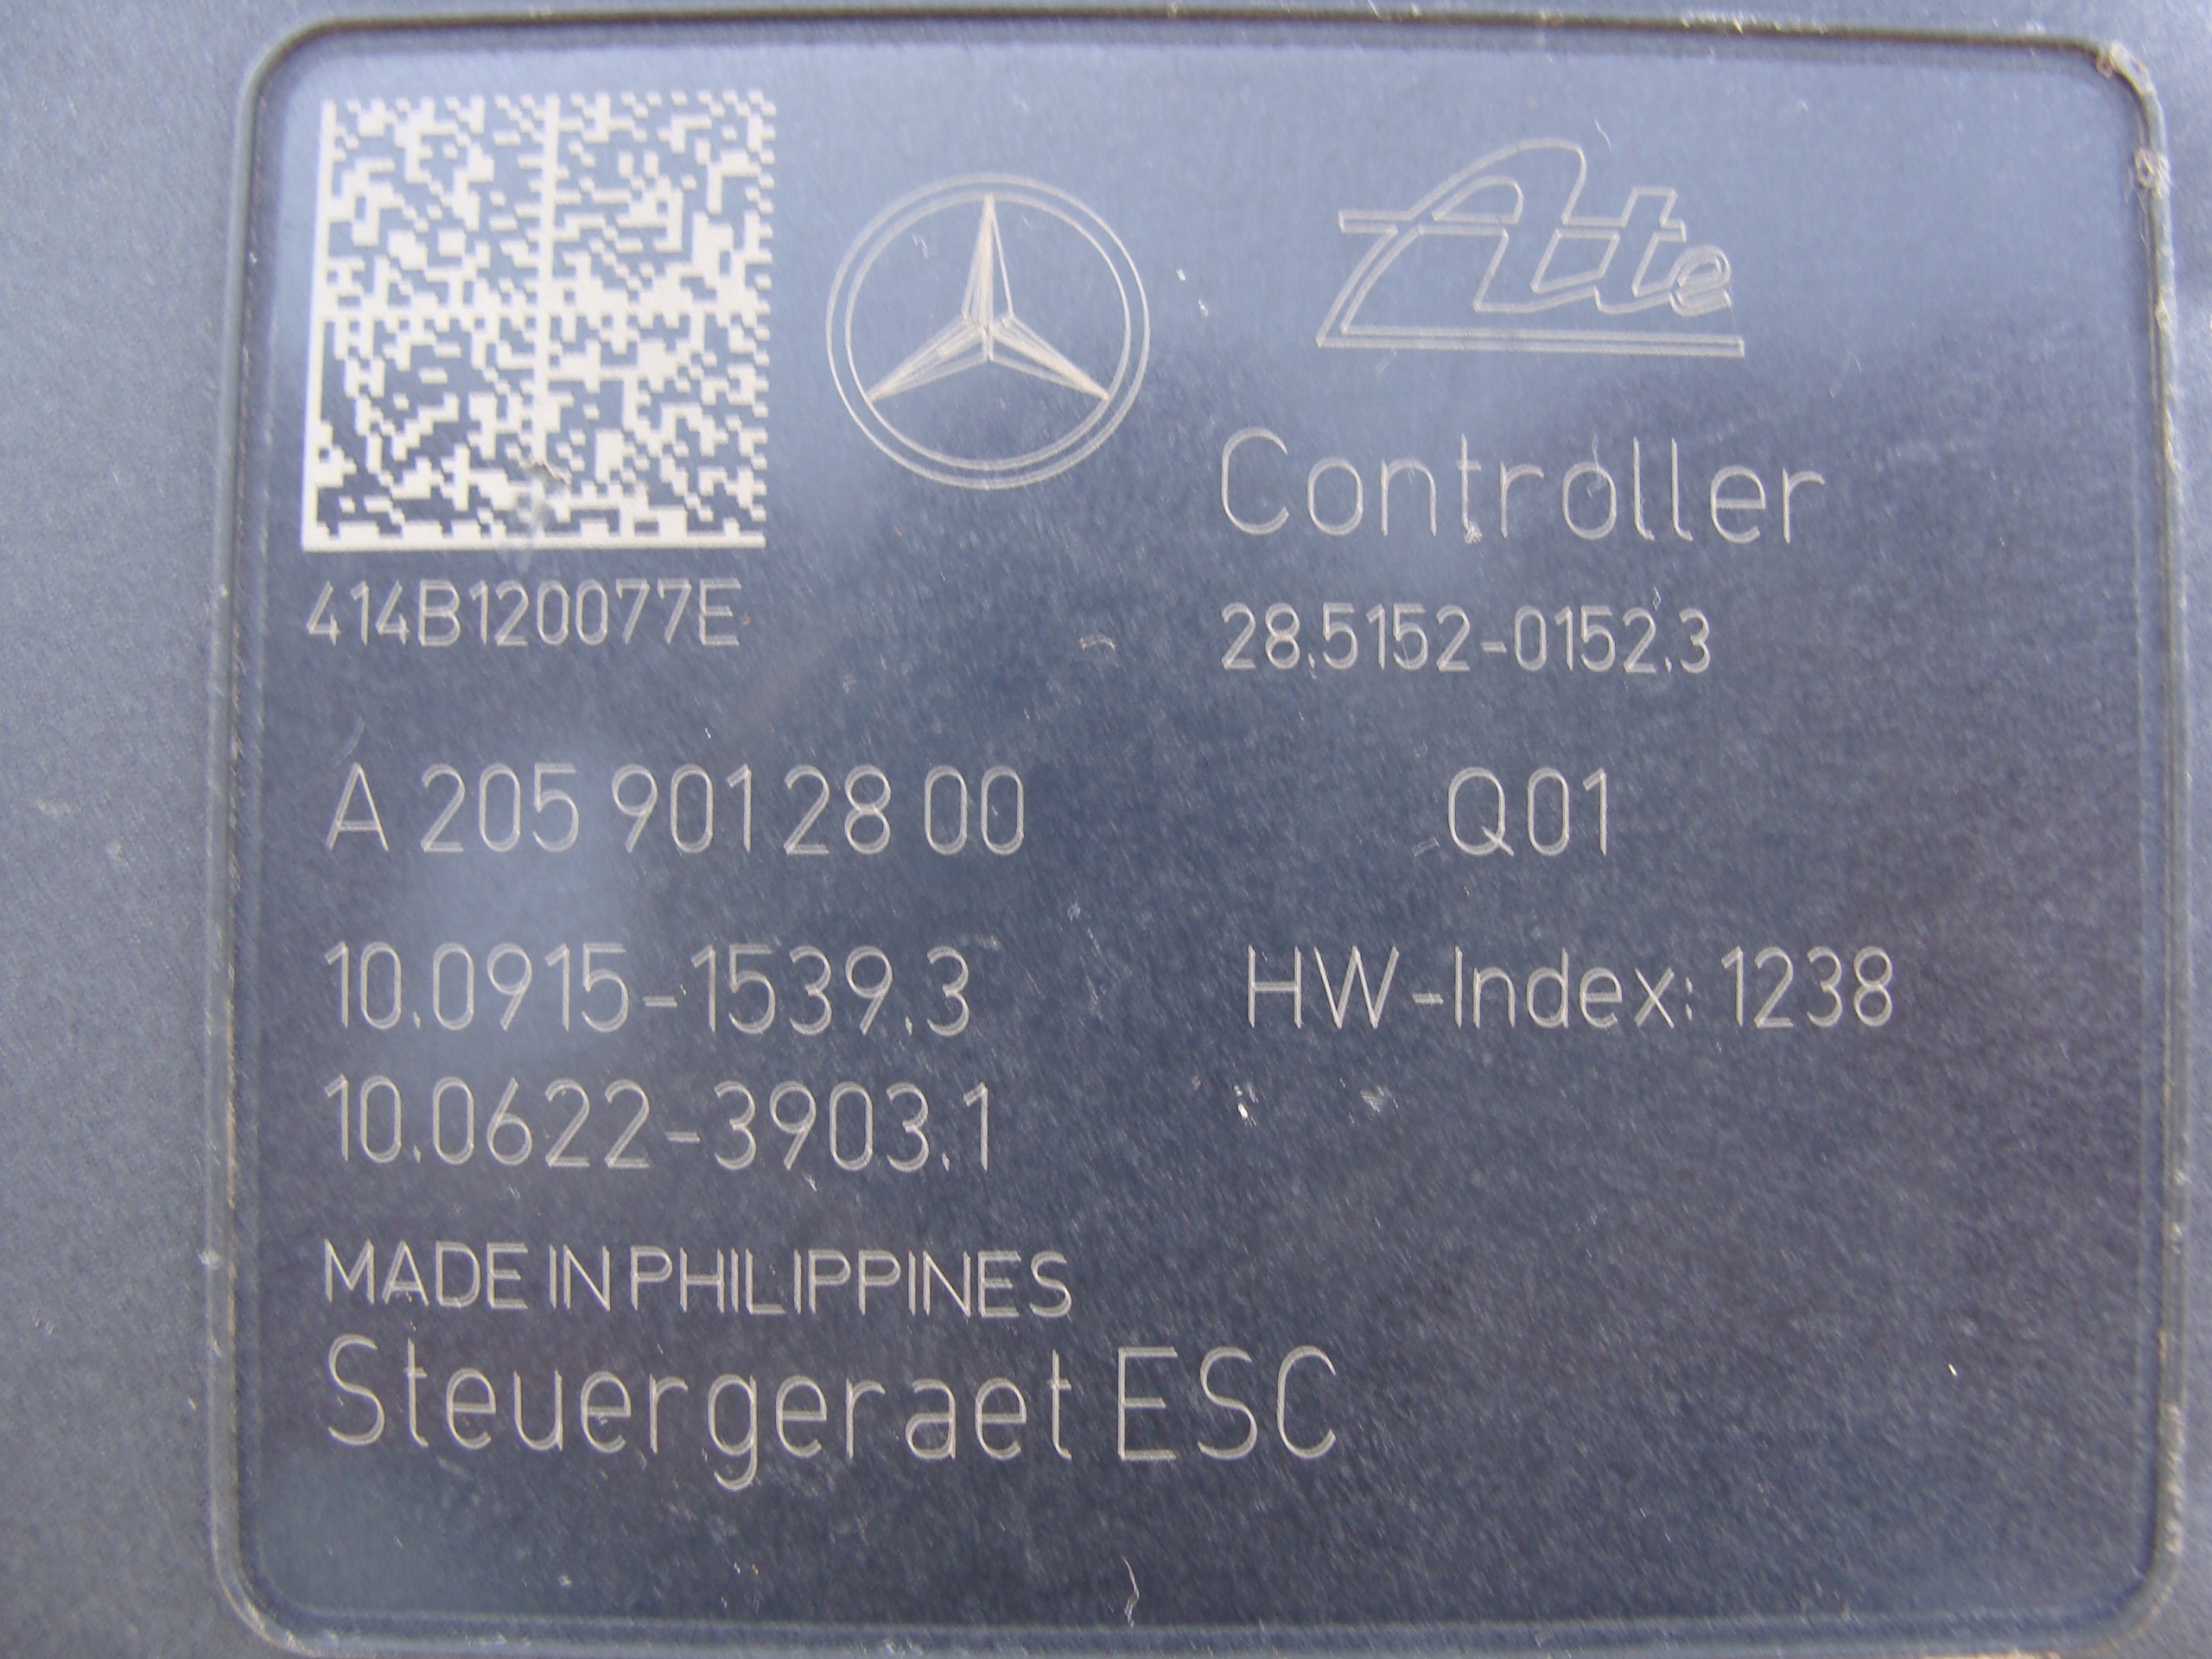 Ate
Controller
414B120077E
28.5152-0152.3
A 205 901 28 00 Q01
10.0915-1539.3 HW-Index: 1238
10.0622-3903.1
MADE IN PHILIPPINES
Steuergeraet ESC